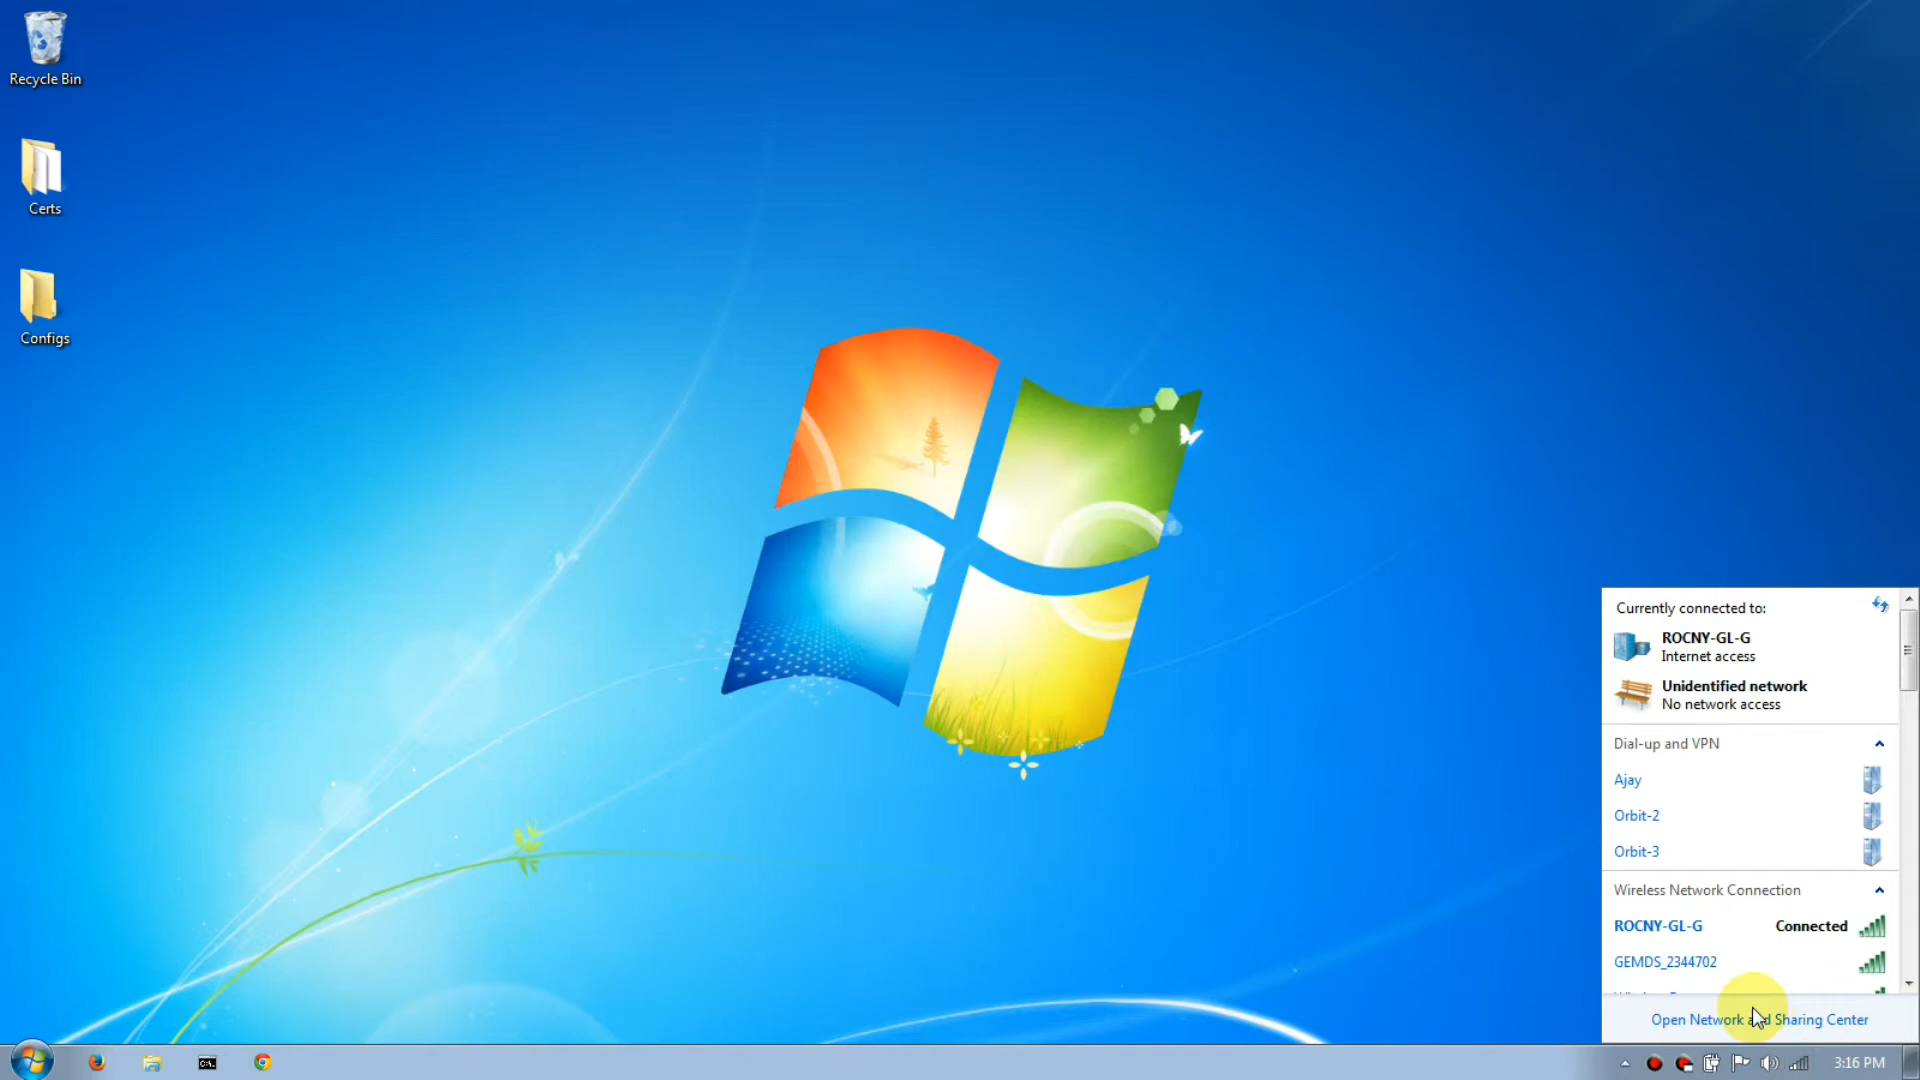 Recycle Bin
Certs
Configs
Currently connected to:
ROCNY-GL-G
Internet access
Unidentified network
No network access
Dial-up and VPN
Ajay
Orbit-2
Orbit-3
Wireless Network Connection
ROCNY-GL-G Connected
GEMDS_2344702
Open Network and Sharing Center
3:16 PM